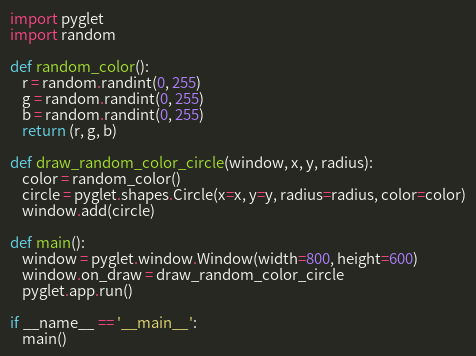 import pyglet
import random

def random_color():
    r = random.randint(0, 255)
    g = random.randint(0, 255)
    b = random.randint(0, 255)
    return (r, g, b)

def draw_random_color_circle(window, x, y, radius):
    color = random_color()
    circle = pyglet.shapes.Circle(x=x, y=y, radius=radius, color=color)
    window.add(circle)

def main():
    window = pyglet.window.Window(width=800, height=600)
    window.on_draw = draw_random_color_circle
    pyglet.app.run()

if __name__ == '__main__':
    main()